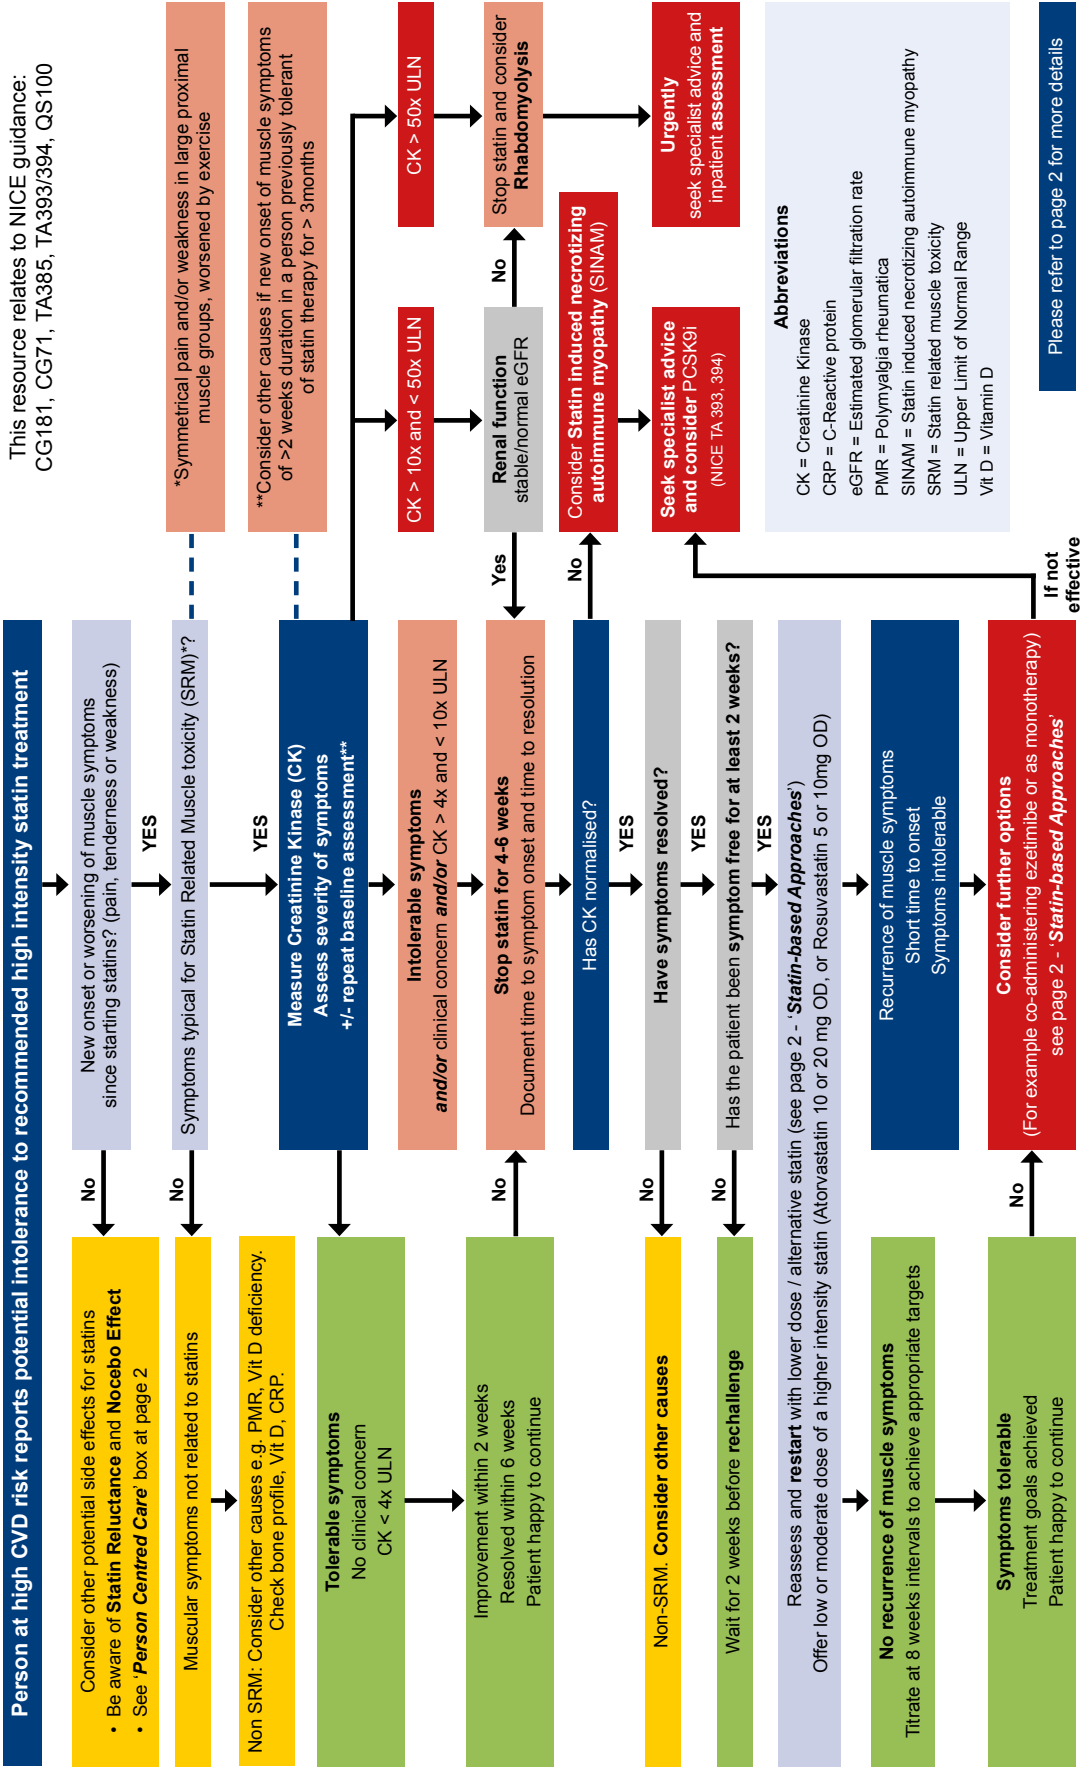 This resource relates to NICE guidance:
CG181, CG71, TA385, TA393/394, QS100
Person at high CVD risk reports potential intolerance to recommended high intensity statin treatment
Consider other potential side effects for statins
• Be aware of Statin Reluctance and Nocebo Effect
• See ‘Person Centred Care’ box at page 2
No
New onset or worsening of muscle symptoms
since starting statins? (pain, tenderness or weakness)
YES
*Symmetrical pain and/or weakness in large proximal
muscle groups, worsened by exercise
Muscular symptoms not related to statins
No
Symptoms typical for Statin Related Muscle toxicity (SRM)*?
YES
**Consider other causes if new onset of muscle symptoms
of >2 weeks duration in a person previously tolerant
of statin therapy for > 3months
Non SRM: Consider other causes e.g. PMR, Vit D deficiency.
Check bone profile, Vit D, CRP.
Measure Creatinine Kinase (CK)
Assess severity of symptoms
+/- repeat baseline assessment**
Tolerable symptoms
No clinical concern
CK < 4x ULN
Intolerable symptoms
and/or clinical concern and/or CK > 4x and < 10x ULN
CK > 10x and < 50x ULN
CK > 50x ULN
Improvement within 2 weeks
Resolved within 6 weeks
Patient happy to continue
No
Stop statin for 4-6 weeks
Document time to symptom onset and time to resolution
Yes
Renal function
stable/normal eGFR
No
Stop statin and consider
Rhabdomyolysis
Has CK normalised?
No
Consider Statin induced necrotizing
autoimmune myopathy (SINAM)
YES
Non-SRM. Consider other causes
No
Have symptoms resolved?
YES
Seek specialist advice
and consider PCSK9i
(NICE TA 393, 394)
Urgently
seek specialist advice and
inpatient assessment
Wait for 2 weeks before rechallenge
No
Has the patient been symptom free for at least 2 weeks?
YES
Reassess and restart with lower dose / alternative statin (see page 2 - ‘Statin-based Approaches’)
Offer low or moderate dose of a higher intensity statin (Atorvastatin 10 or 20 mg OD, or Rosuvastatin 5 or 10mg OD)
No recurrence of muscle symptoms
Titrate at 8 weeks intervals to achieve appropriate targets
Recurrence of muscle symptoms
Short time to onset
Symptoms intolerable
Symptoms tolerable
Treatment goals achieved
Patient happy to continue
No
Consider further options
(For example co-administering ezetimibe or as monotherapy)
see page 2 - ‘Statin-based Approaches’
If not
effective
Abbreviations
CK = Creatinine Kinase
CRP = C-Reactive protein
eGFR = Estimated glomerular filtration rate
PMR = Polymyalgia rheumatica
SINAM = Statin induced necrotizing autoimmune myopathy
SRM = Statin related muscle toxicity
ULN = Upper Limit of Normal Range
Vit D = Vitamin D
Please refer to page 2 for more details